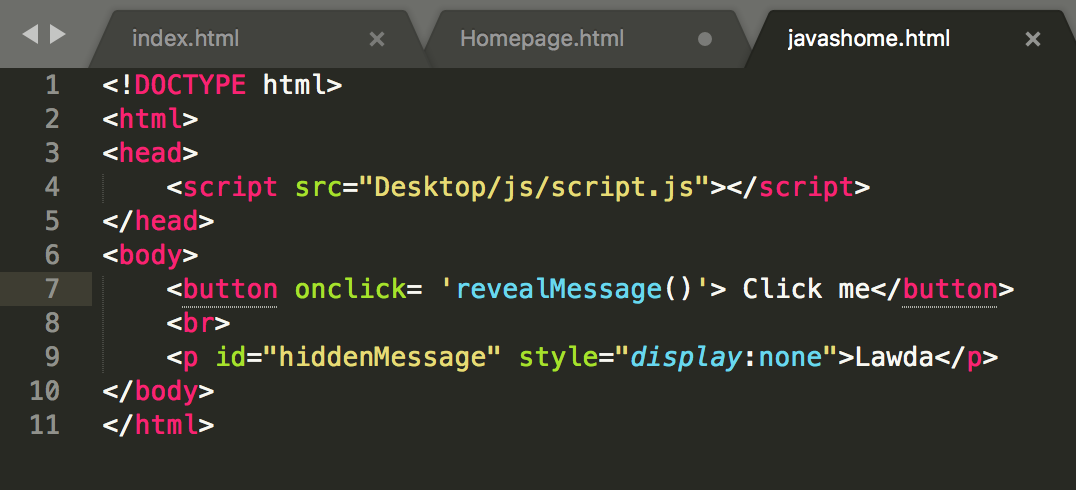 index.html × Homepage.html javashome.html ×
1 <!DOCTYPE html>
2 <html>
3 <head>
4     <script src="Desktop/js/script.js"></script>
5 </head>
6 <body>
7     <button onclick= 'revealMessage()'> Click me</button>
8     <br>
9     <p id="hiddenMessage" style="display:none">Lawda</p>
10 </body>
11 </html>